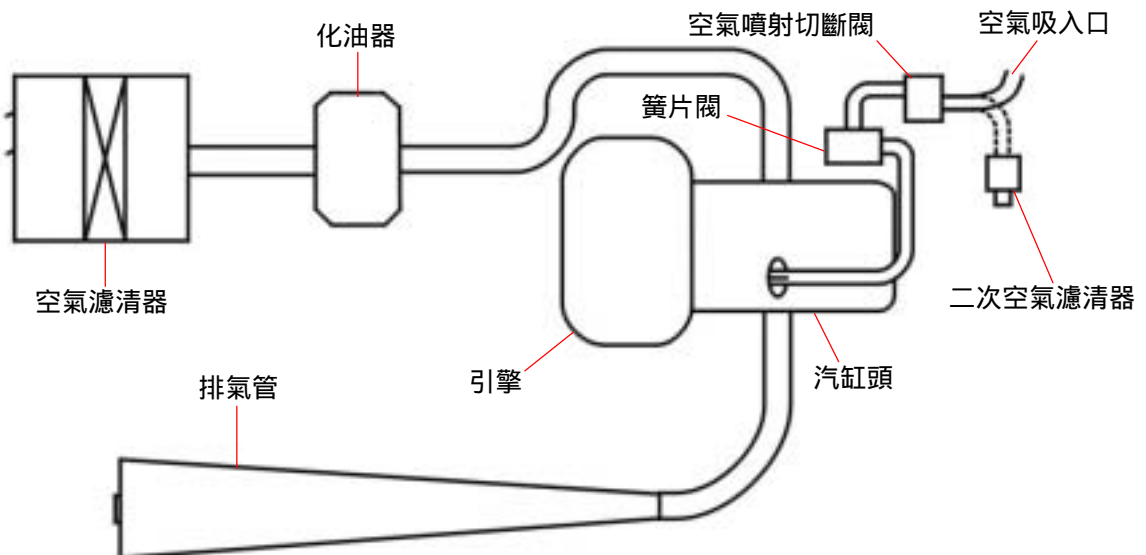 空氣噴射切斷閥
空氣吸入口
化油器
簧片閥
空氣濾清器
二次空氣濾清器
引擎
汽缸頭
排氣管